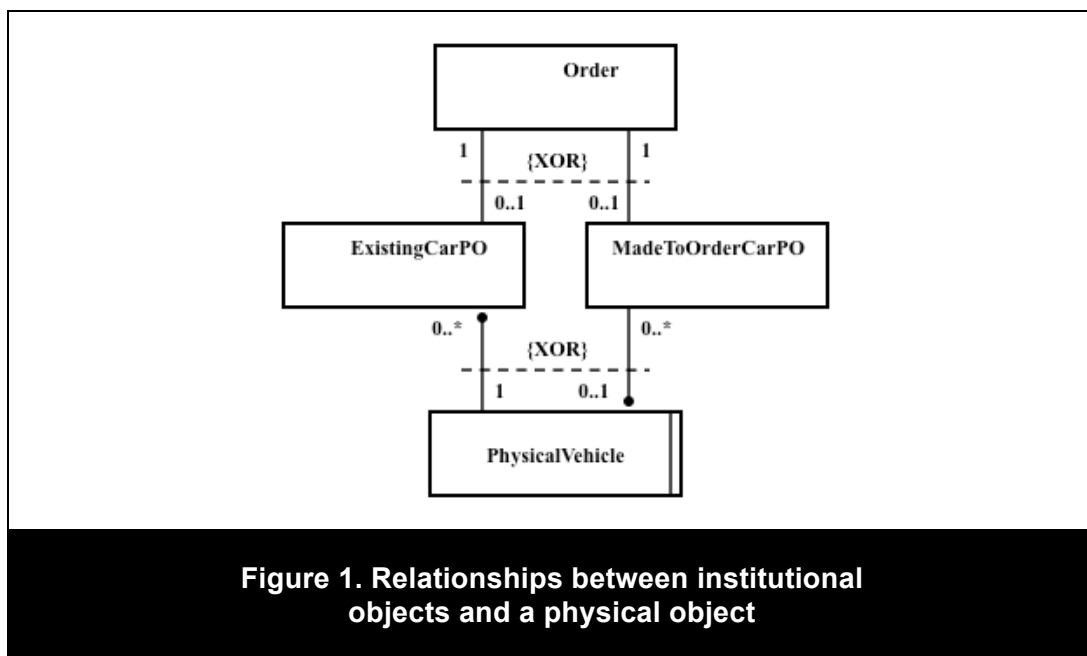 Order
1 {XOR} 1
0..1 0..1
ExistingCarPO MadeToOrderCarPO
0..* {XOR} 0..*
1 0..1
PhysicalVehicle
Figure 1. Relationships between institutional
objects and a physical object